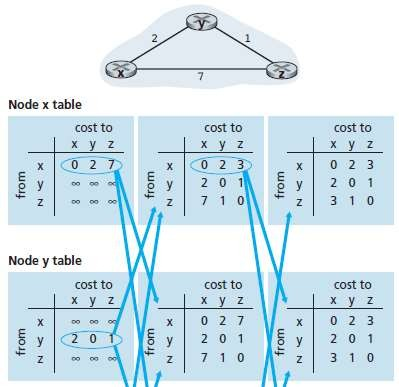 y
2 1
x z
7
Node x table
cost to cost to cost to
x y z x y z x y z
x 0 2 7 x 0 2 3 x 0 2 3
from y ∞ ∞ ∞ from y 2 0 1 from y 2 0 1
z ∞ ∞ ∞ z 7 1 0 z 3 1 0
Node y table
cost to cost to cost to
x y z x y z x y z
x ∞ ∞ ∞ x 0 2 7 x 0 2 3
from y 2 0 1 from y 2 0 1 from y 2 0 1
z ∞ ∞ ∞ z 7 1 0 z 3 1 0